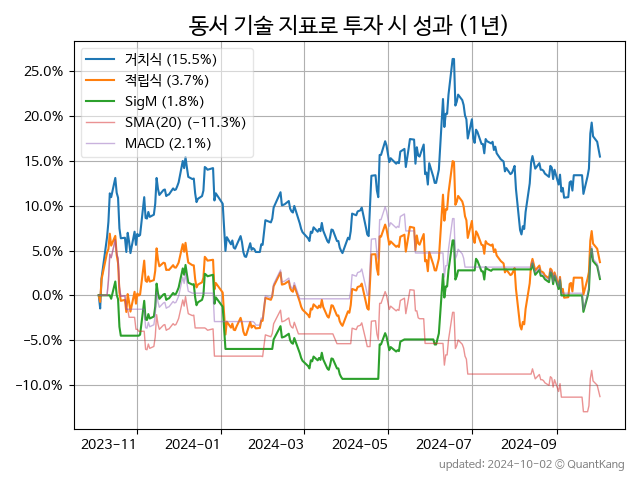 동서 기술 지표로 투자 시 성과 (1년)
거치식 (15.5%)
적립식 (3.7%)
SigM (1.8%)
SMA(20) (−11.3%)
MACD (2.1%)
25.0%
20.0%
15.0%
10.0%
5.0%
0.0%
−5.0%
−10.0%
2023-11 2024-01 2024-03 2024-05 2024-07 2024-09
updated: 2024-10-02 © QuantKang